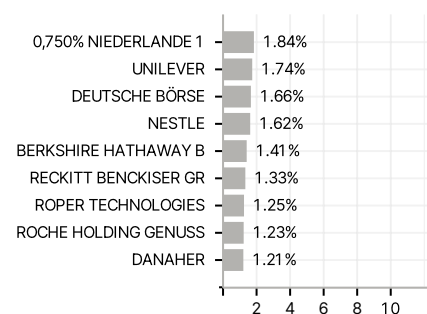 0,750% NIEDERLANDE 1 1.84%
UNILEVER 1.74%
DEUTSCHE BÖRSE 1.66%
NESTLE 1.62%
BERKSHIRE HATHAWAY B 1.41%
RECKITT BENCKISER GR 1.33%
ROPER TECHNOLOGIES 1.25%
ROCHE HOLDING GENUSS 1.23%
DANAHER 1.21%
2 4 6 8 10